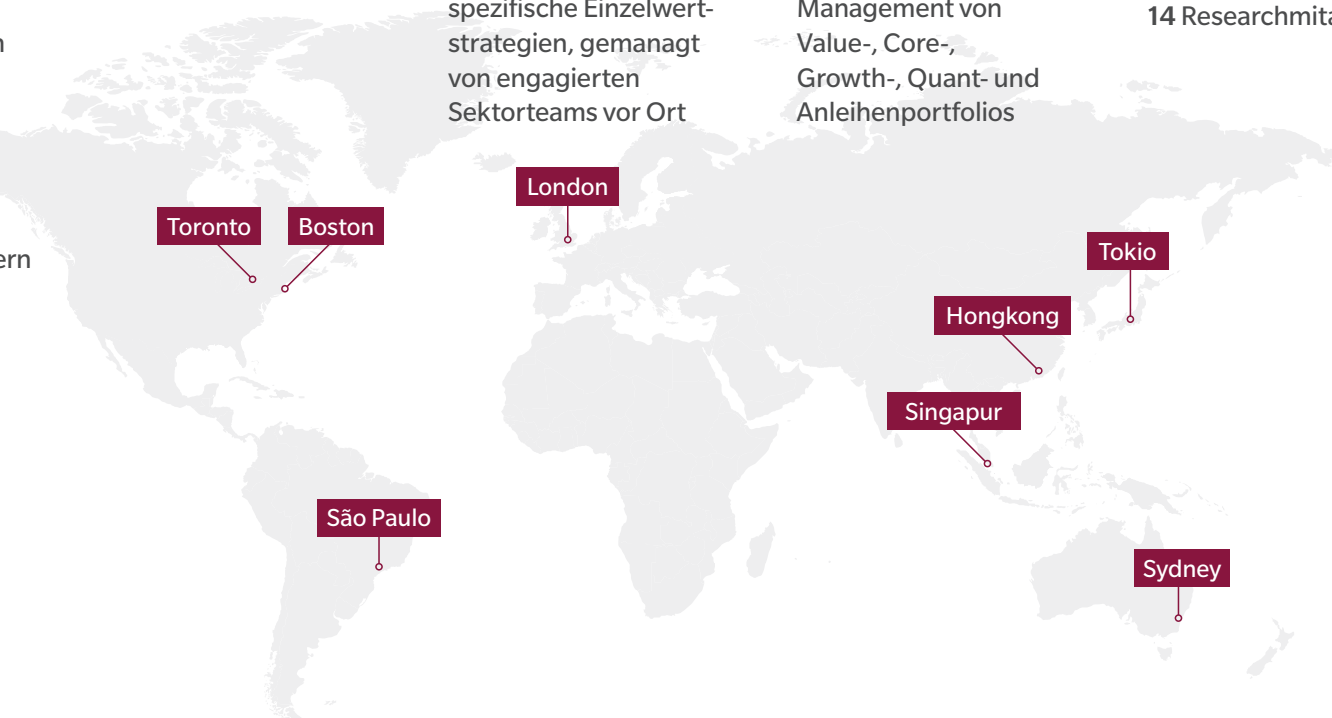 spezifische Einzelwert-
strategien, gemanagt
von engagierten
Sektorteams vor Ort
Management von
Value-, Core-,
Growth-, Quant- und
Anleihenportfolios
14
London
Toronto
Boston
Tokio
Hongkong
Singapur
São Paulo
Sydney